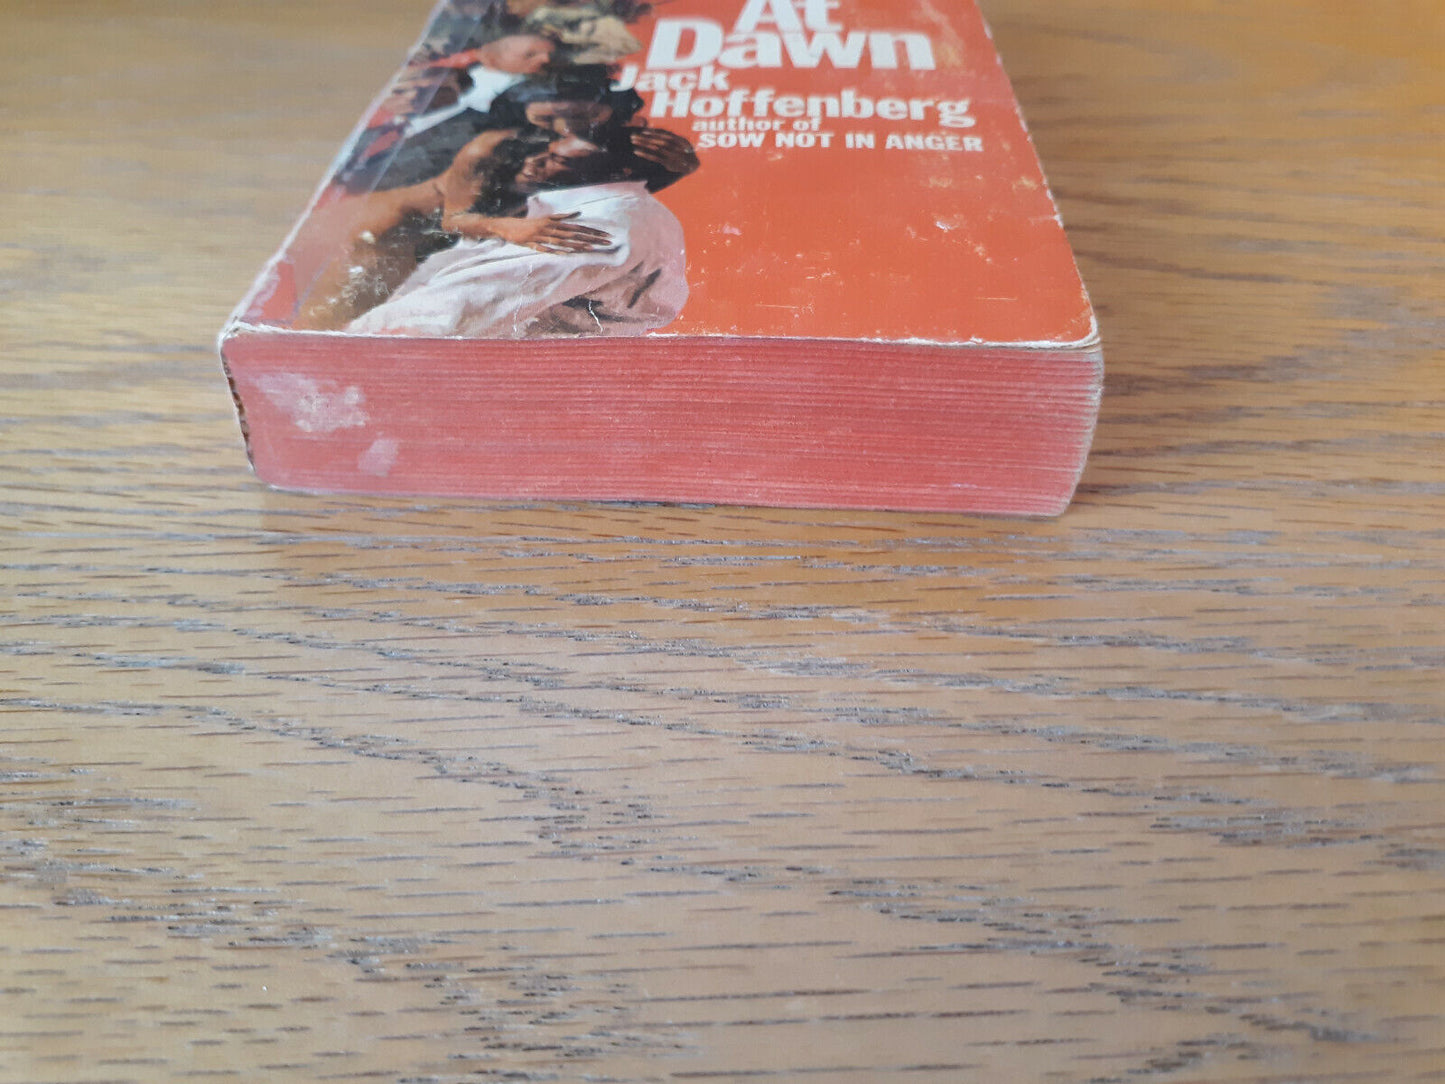 At
Dawn
Jack
Hoffenberg
author of
SOW NOT IN ANGER